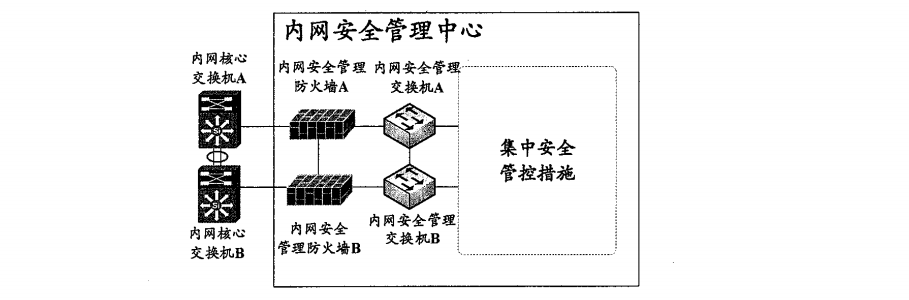 内网安全管理中心
内网核心
交换机A
内网安全管理
防火墙A
内网安全管理
交换机A
Si
集中安全
管控措施
Si
内网核心
交换机B
内网安全
管理防火墙B
内网安全管理
交换机B